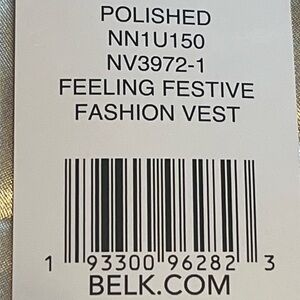 POLISHED
NN1U150
NV3972-1
FEELING FESTIVE
FASHION VEST
1 93300 96282 3
BELK.COM